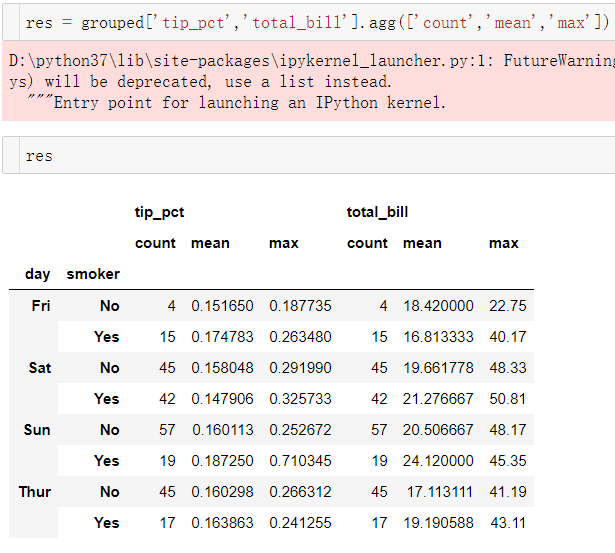 res = grouped['tip_pct','total_bill'].agg(['count','mean','max'])
D:\python37\lib\site-packages\ipykernel_launcher.py:1: FutureWarning
ys) will be deprecated, use a list instead.
"""Entry point for launching an IPython kernel.
res
tip_pct total_bill
count mean max count mean max
day smoker
Fri No 4 0.151650 0.187735 4 18.420000 22.75
Yes 15 0.174783 0.263480 15 16.813333 40.17
Sat No 45 0.158048 0.291990 45 19.661778 48.33
Yes 42 0.147906 0.325733 42 21.276667 50.81
Sun No 57 0.160113 0.252672 57 20.506667 48.17
Yes 19 0.187250 0.710345 19 24.120000 45.35
Thur No 45 0.160298 0.266312 45 17.113111 41.19
Yes 17 0.163863 0.241255 17 19.190588 43.11